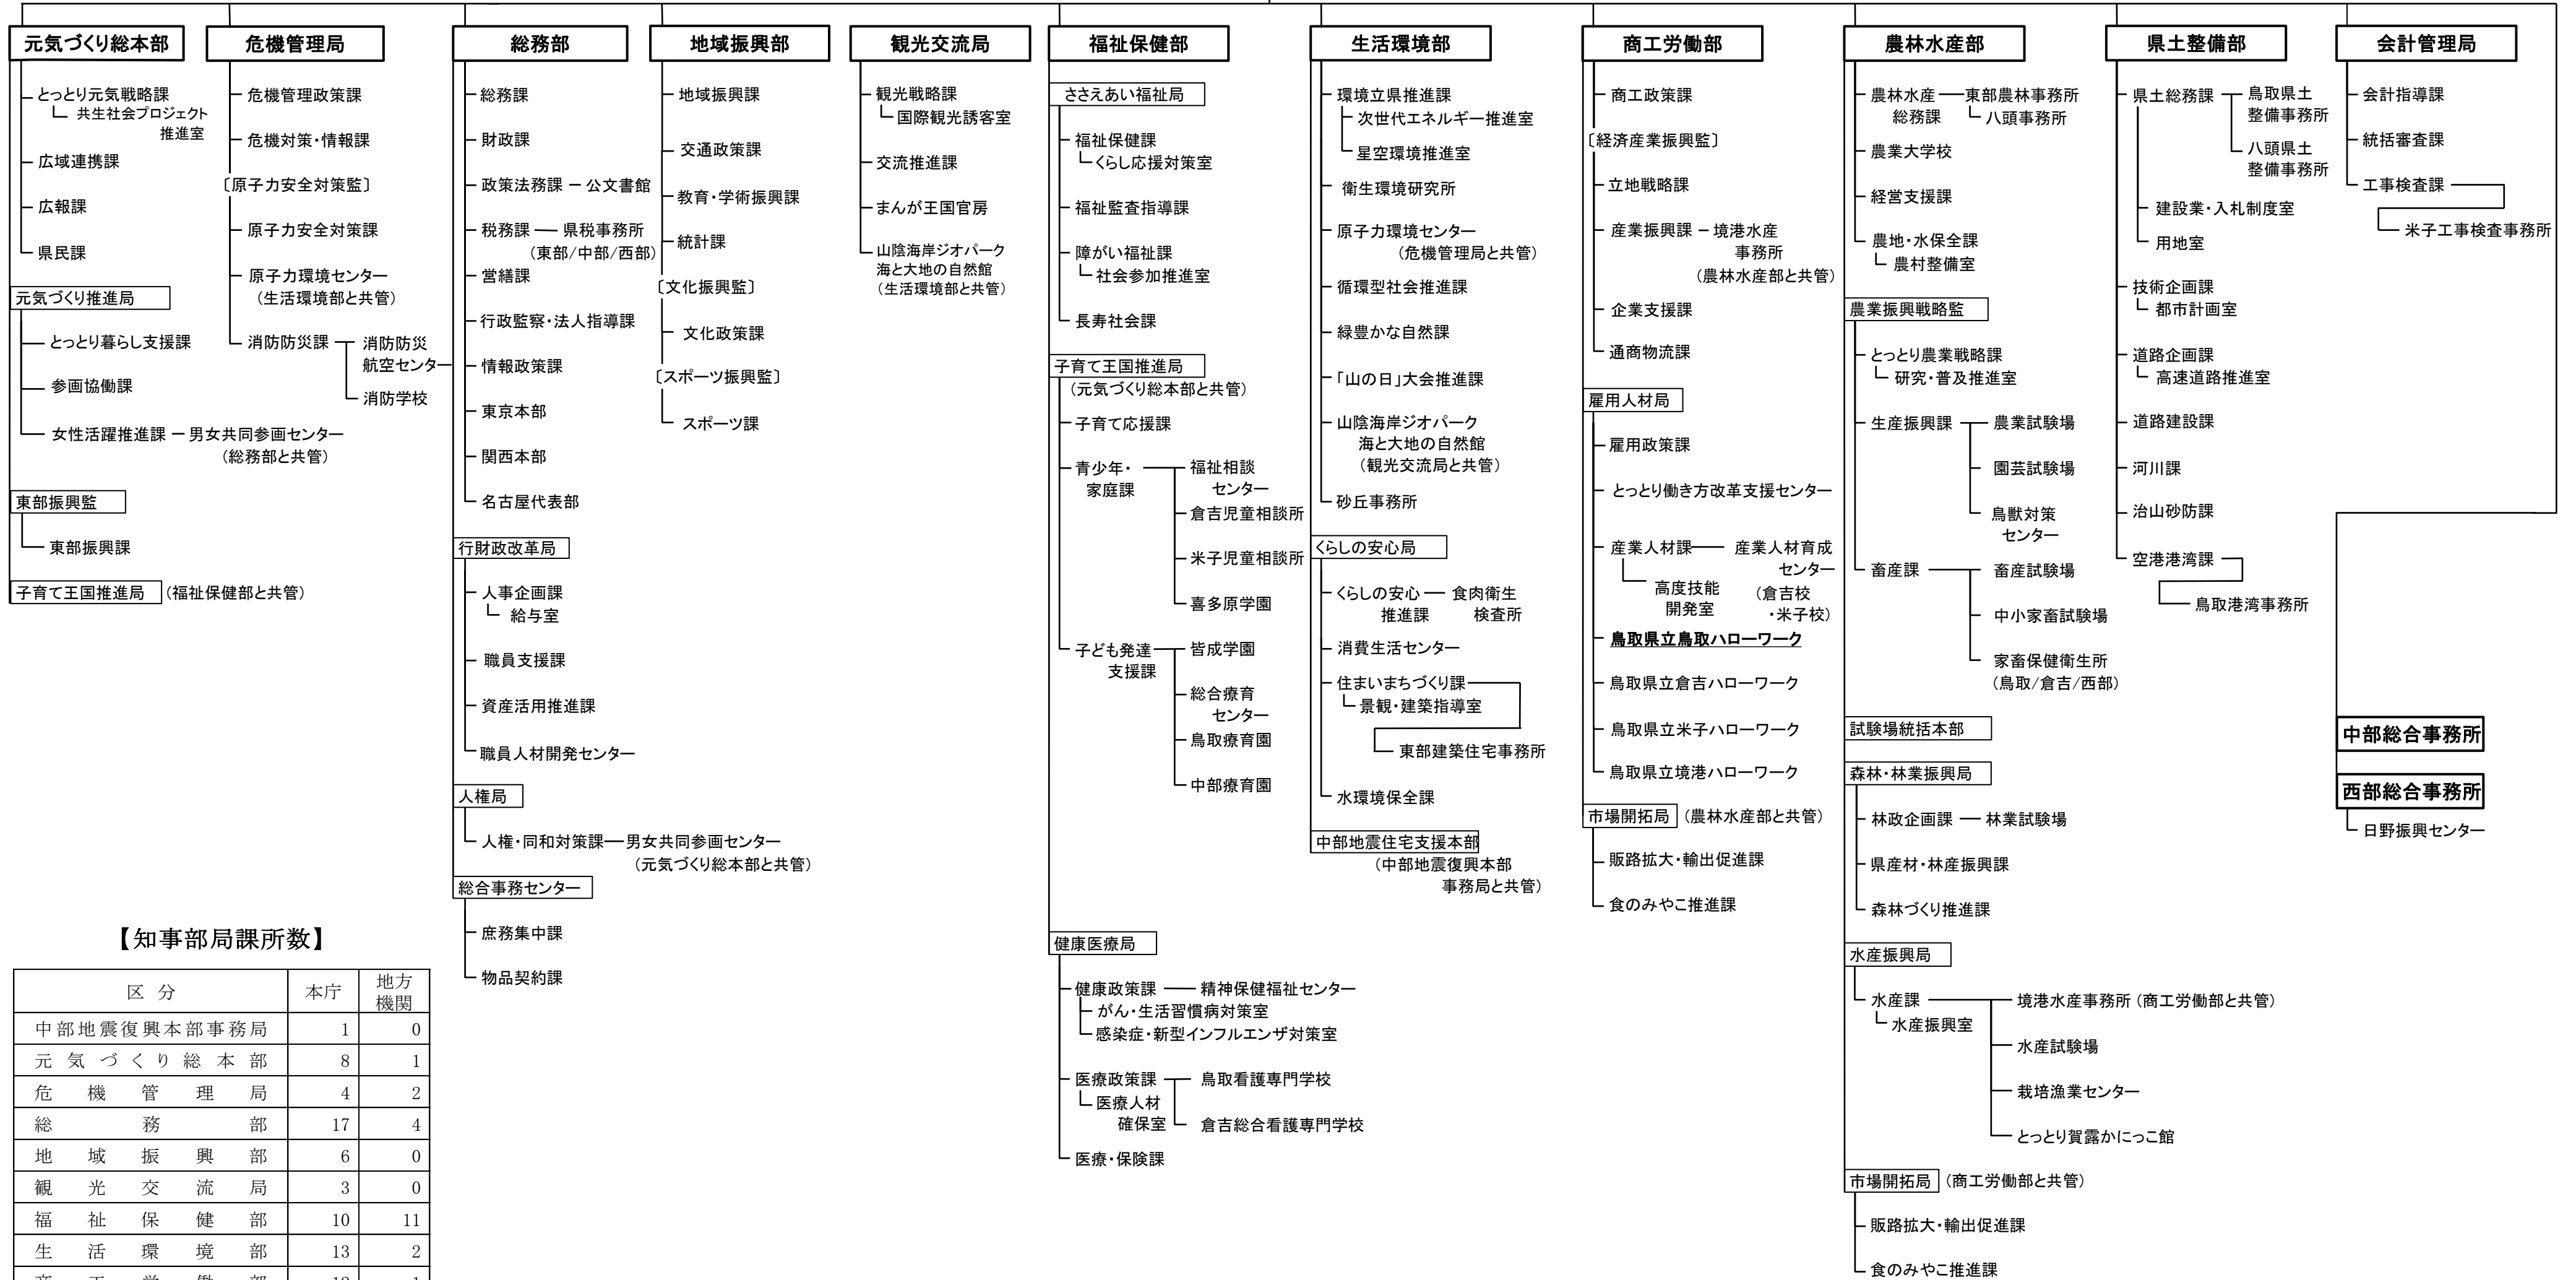 元気づくり総本部
とっとり元気戦略課
共生社会プロジェクト
推進室
広域連携課
広報課
県民課
元気づくり推進局
とっとり暮らし支援課
参画協働課
女性活躍推進課 ー 男女共同参画センター
（総務部と共管）
東部振興監
東部振興課
子育て王国推進局 （福祉保健部と共管）
危機管理局
危機管理政策課
危機対策・情報課
〔原子力安全対策監〕
原子力安全対策課
原子力環境センター
（生活環境部と共管）
消防防災課
消防防災
航空センター
消防学校
総務部
総務課
財政課
政策法務課 ー 公文書館
税務課 ー 県税事務所
（東部/中部/西部）
営繕課
行政監察・法人指導課
情報政策課
東京本部
関西本部
名古屋代表部
行財政改革局
人事企画課
給与室
職員支援課
資産活用推進課
職員人材開発センター
人権局
人権・同和対策課 ー 男女共同参画センター
（元気づくり総本部と共管）
総合事務センター
庶務集中課
物品契約課
地域振興部
地域振興課
交通政策課
教育・学術振興課
統計課
〔文化振興監〕
文化政策課
〔スポーツ振興監〕
スポーツ課
観光交流局
観光戦略課
国際観光誘客室
交流推進課
まんが王国官房
山陰海岸ジオパーク
海と大地の自然館
（生活環境部と共管）
福祉保健部
ささえあい福祉局
福祉保健課
くらし応援対策室
福祉監査指導課
障がい福祉課
社会参加推進室
長寿社会課
子育て王国推進局
（元気づくり総本部と共管）
子育て応援課
青少年・
家庭課
福祉相談
センター
倉吉児童相談所
米子児童相談所
喜多原学園
子ども発達
支援課
皆成学園
総合療育
センター
鳥取療育園
中部療育園
健康医療局
健康政策課 ー 精神保健福祉センター
がん・生活習慣病対策室
感染症・新型インフルエンザ対策室
医療政策課
医療人材
確保室
鳥取看護専門学校
倉吉総合看護専門学校
医療・保険課
生活環境部
環境立県推進課
次世代エネルギー推進室
星空環境推進室
衛生環境研究所
原子力環境センター
（危機管理局と共管）
循環型社会推進課
緑豊かな自然課
「山の日」大会推進課
山陰海岸ジオパーク
海と大地の自然館
（観光交流局と共管）
砂丘事務所
くらしの安心局
くらしの安心
推進課
食肉衛生
検査所
消費生活センター
住まいまちづくり課
景観・建築指導室
東部建築住宅事務所
水環境保全課
中部地震住宅支援本部
（中部地震復興本部
事務局と共管）
商工労働部
商工政策課
〔経済産業振興監〕
立地戦略課
産業振興課 ー 境港水産
事務所
（農林水産部と共管）
企業支援課
通商物流課
雇用人材局
雇用政策課
とっとり働き方改革支援センター
産業人材課
高度技能
開発室
産業人材育成
センター
（倉吉校
・米子校）
鳥取県立鳥取ハローワーク
鳥取県立倉吉ハローワーク
鳥取県立米子ハローワーク
鳥取県立境港ハローワーク
市場開拓局 （農林水産部と共管）
販路拡大・輸出促進課
食のみやこ推進課
農林水産部
農林水産
総務課
東部農林事務所
八頭事務所
農業大学校
経営支援課
農地・水保全課
農村整備室
農業振興戦略監
とっとり農業戦略課
研究・普及推進室
生産振興課
農業試験場
園芸試験場
鳥獣対策
センター
畜産課
畜産試験場
中小家畜試験場
家畜保健衛生所
（鳥取/倉吉/西部）
試験場統括本部
森林・林業振興局
林政企画課 ー 林業試験場
県産材・林産振興課
森林づくり推進課
水産振興局
水産課
水産振興室
境港水産事務所（商工労働部と共管）
水産試験場
栽培漁業センター
とっとり賀露かにっこ館
市場開拓局 （商工労働部と共管）
販路拡大・輸出促進課
食のみやこ推進課
県土整備部
県土総務課
鳥取県土
整備事務所
八頭県土
整備事務所
建設業・入札制度室
用地室
技術企画課
都市計画室
道路企画課
高速道路推進室
道路建設課
河川課
治山砂防課
空港港湾課
鳥取港湾事務所
会計管理局
会計指導課
統括審査課
工事検査課
米子工事検査事務所
中部総合事務所
西部総合事務所
日野振興センター
【知事部局課所数】
区 分 本庁 地方機関
中部地震復興本部事務局 1 0
元気づくり総本部 8 1
危機管理局 4 2
総務部 17 4
地域振興部 6 0
観光交流局 3 0
福祉保健部 10 11
生活環境部 13 2